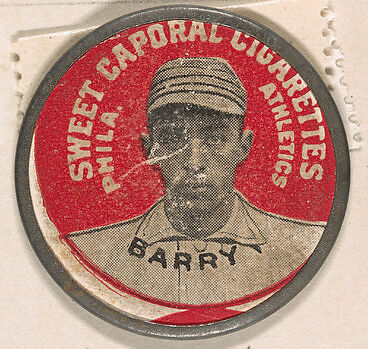 SWEET CAPORAL CIGARETTES
PHILA.
ATHLETICS
BARRY